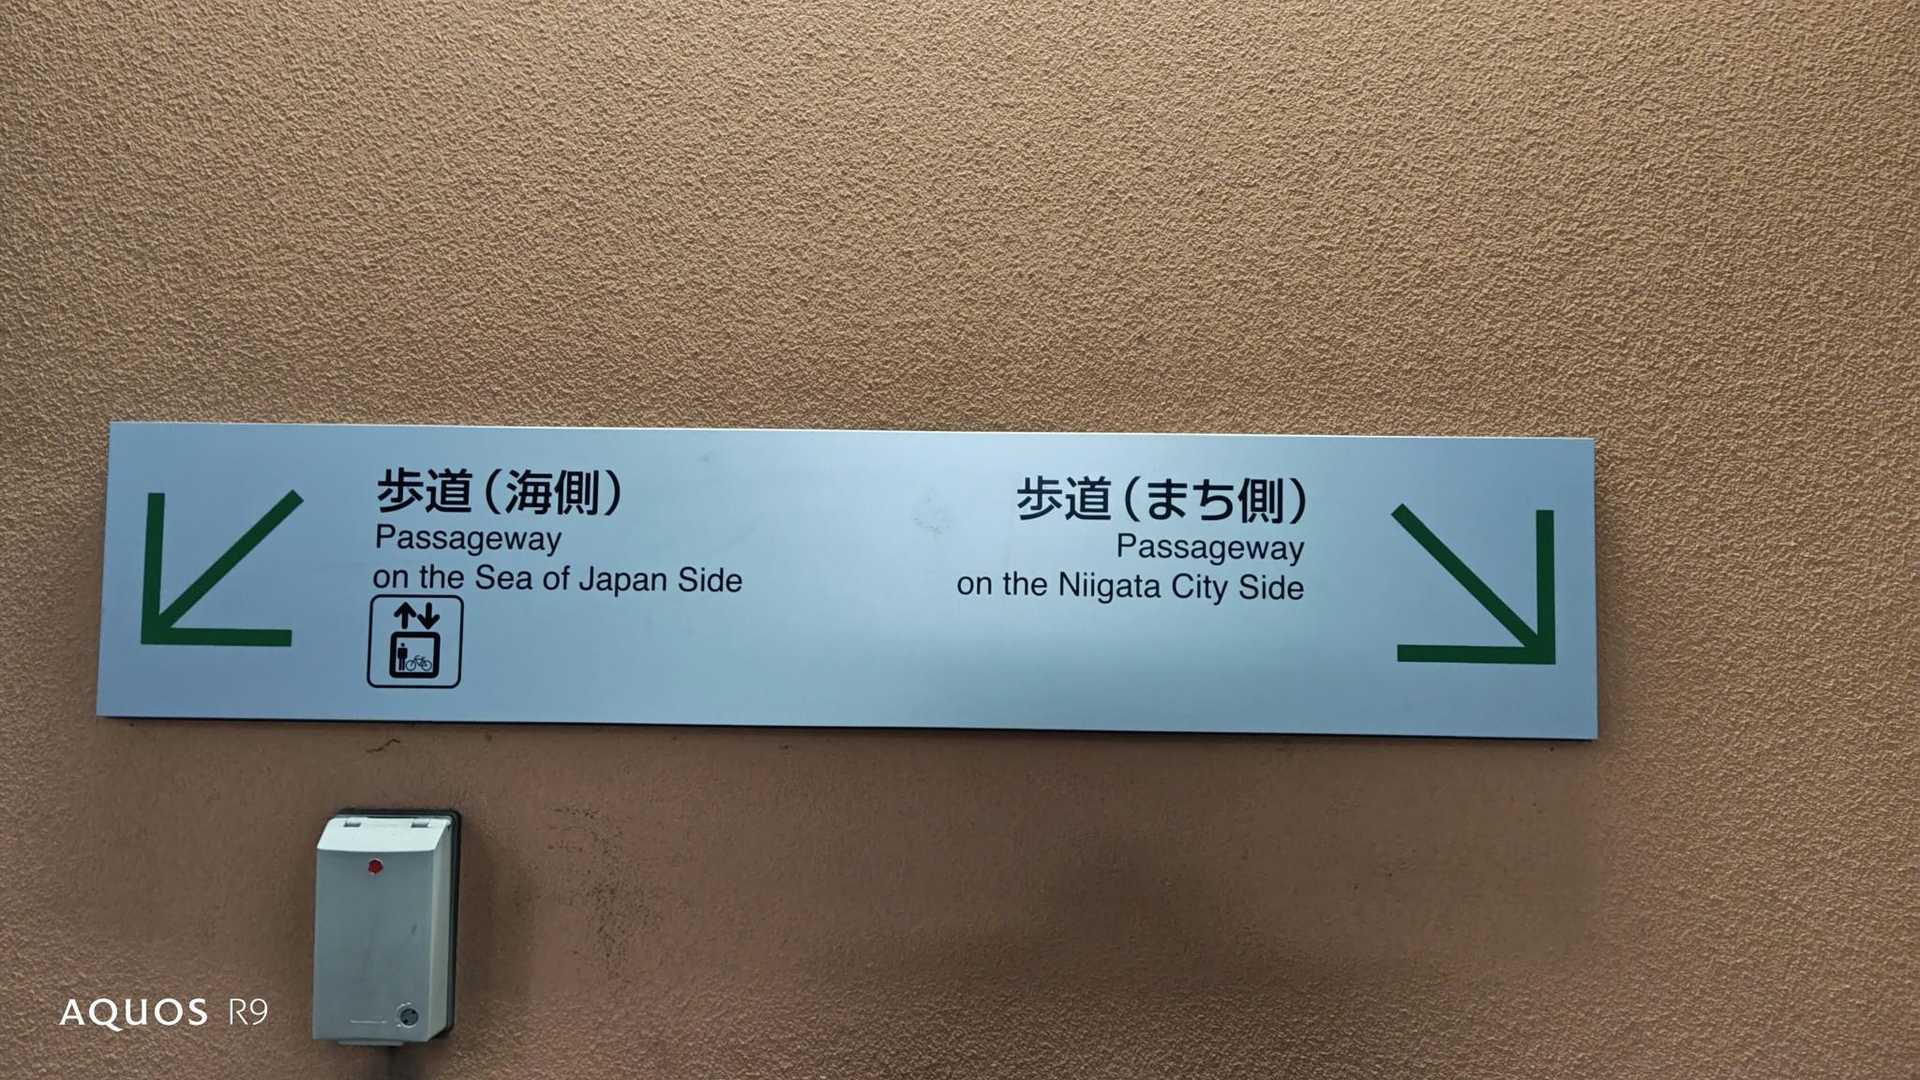 歩道(海側)
Passageway
on the Sea of Japan Side
歩道(まち側)
Passageway
on the Niigata City Side
AQUOS R9